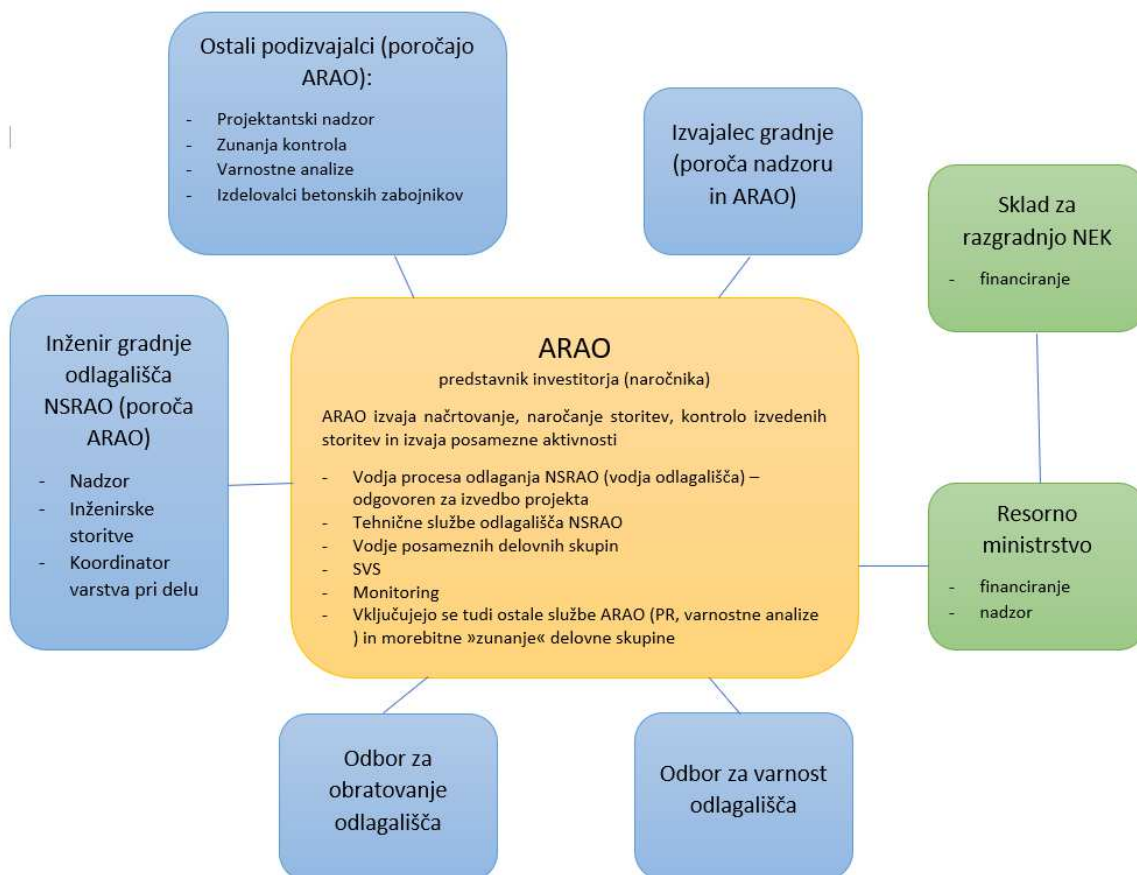 Ostali podizvajalci (poročajo
ARAO):
- Projektantski nadzor
- Zunanja kontrola
- Varnostne analize
- Izdelovalci betonskih zabojnikov
Izvajalec gradnje
(poroča nadzoru
in ARAO)
Sklad za
razgradnjo NEK
- financiranje
Inženir gradnje
odlagališča
NSRAO (poroča
ARAO)
- Nadzor
- Inženirske
storitve
- Koordinator
varstva pri delu
ARAO
predstavnik investitorja (naročnika)
ARAO izvaja načrtovanje, naročanje storitev, kontrolo izvedenih
storitev in izvaja posamezne aktivnosti
- Vodja procesa odlaganja NSRAO (vodja odlagališča) –
odgovoren za izvedbo projekta
- Tehnične službe odlagališča NSRAO
- Vodje posameznih delovnih skupin
- SVS
- Monitoring
- Vključujejo se tudi ostale službe ARAO (PR, varnostne analize
) in morebitne »zunanje« delovne skupine
Resorno
ministrstvo
- financiranje
- nadzor
Odbor za
obratovanje
odlagališča
Odbor za varnost
odlagališča